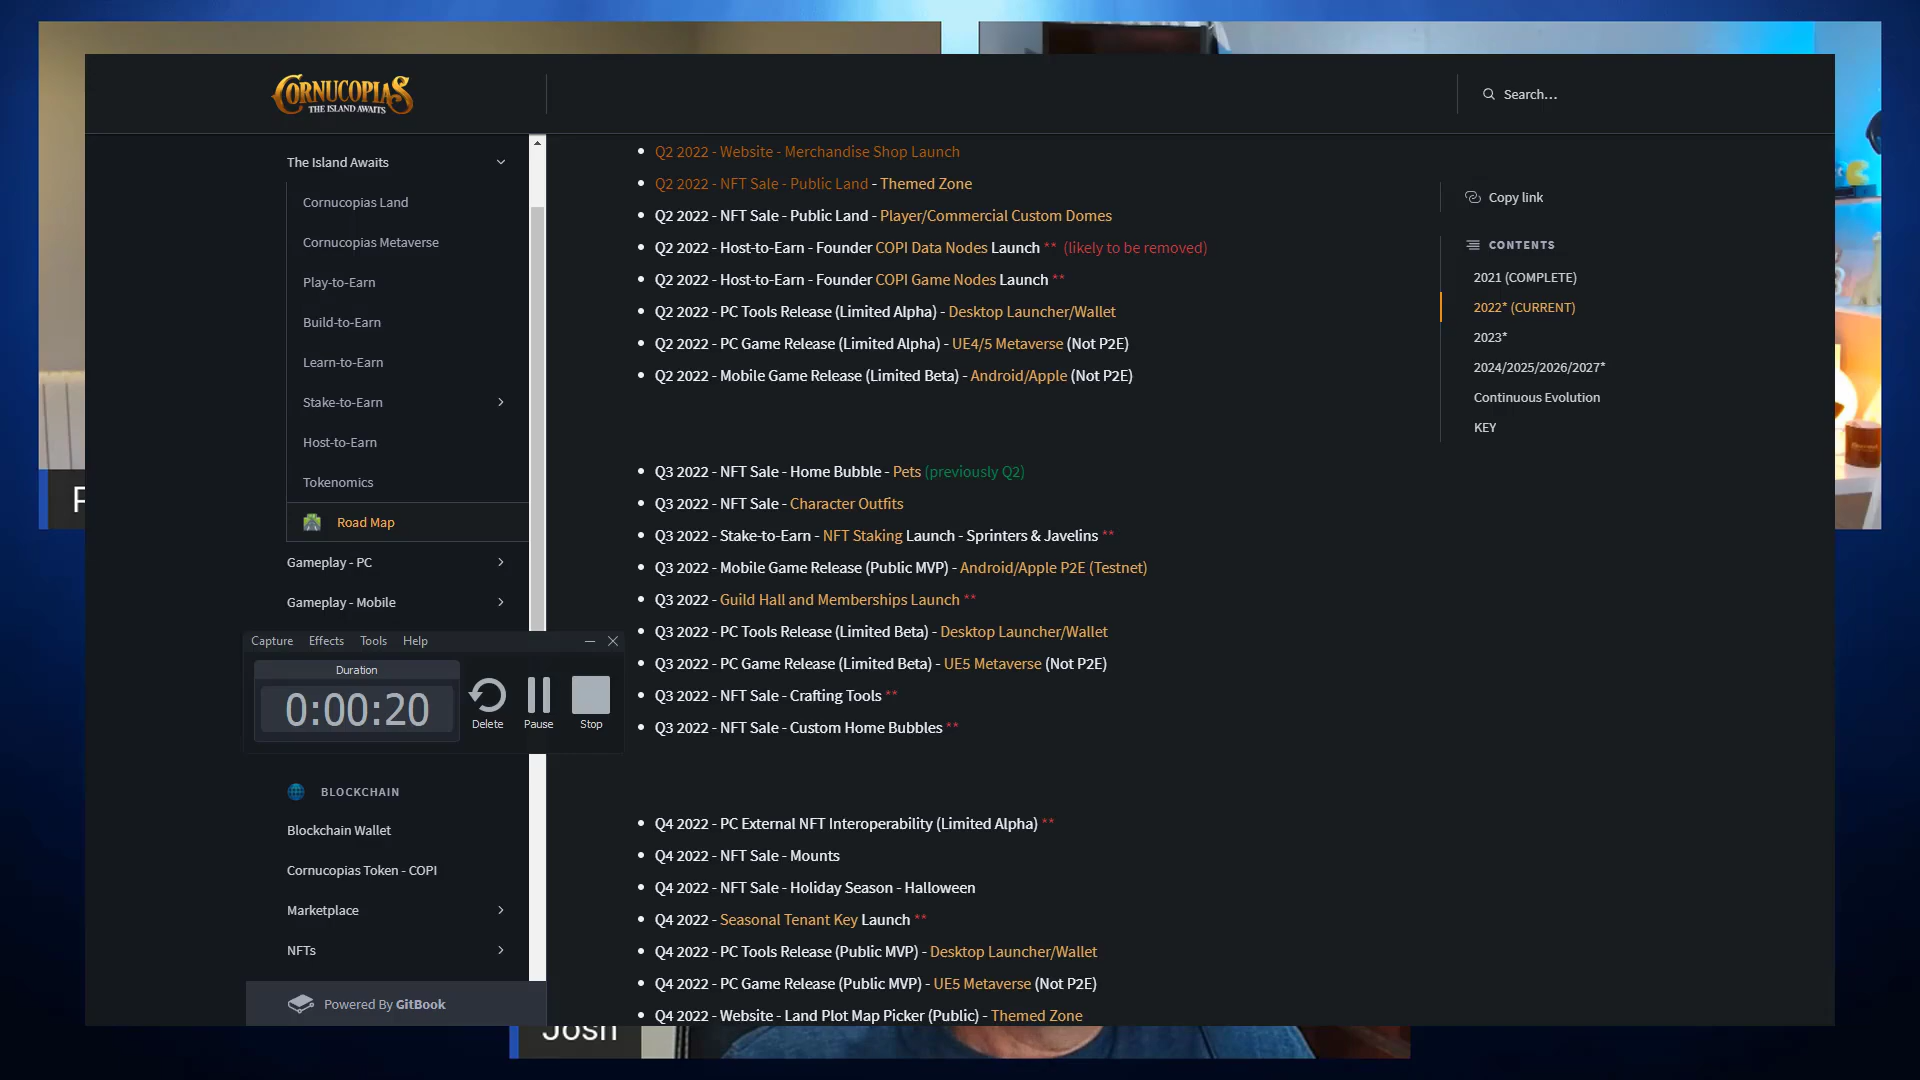 CORNUCOPIAS
THE ISLAND AWAITS
Search...
The Island Awaits
Cornucopias Land
Cornucopias Metaverse
Play-to-Earn
Build-to-Earn
Learn-to-Earn
Stake-to-Earn
Host-to-Earn
Tokenomics
Road Map
Gameplay - PC
Gameplay - Mobile
Capture Effects Tools Help
Duration
0:00:20
Delete
Pause
Stop
BLOCKCHAIN
Blockchain Wallet
Cornucopias Token - COPI
Marketplace
NFTs
Powered By GitBook
Q2 2022 - Website - Merchandise Shop Launch
Q2 2022 - NFT Sale - Public Land - Themed Zone
Q2 2022 - NFT Sale - Public Land - Player/Commercial Custom Domes
Q2 2022 - Host-to-Earn - Founder COPI Data Nodes Launch ** (likely to be removed)
Q2 2022 - Host-to-Earn - Founder COPI Game Nodes Launch **
Q2 2022 - PC Tools Release (Limited Alpha) - Desktop Launcher/Wallet
Q2 2022 - PC Game Release (Limited Alpha) - UE4/5 Metaverse (Not P2E)
Q2 2022 - Mobile Game Release (Limited Beta) - Android/Apple (Not P2E)
Q3 2022 - NFT Sale - Home Bubble - Pets (previously Q2)
Q3 2022 - NFT Sale - Character Outfits
Q3 2022 - Stake-to-Earn - NFT Staking Launch - Sprinters & Javelins **
Q3 2022 - Mobile Game Release (Public MVP) - Android/Apple P2E (Testnet)
Q3 2022 - Guild Hall and Memberships Launch **
Q3 2022 - PC Tools Release (Limited Beta) - Desktop Launcher/Wallet
Q3 2022 - PC Game Release (Limited Beta) - UE5 Metaverse (Not P2E)
Q3 2022 - NFT Sale - Crafting Tools **
Q3 2022 - NFT Sale - Custom Home Bubbles **
Q4 2022 - PC External NFT Interoperability (Limited Alpha) **
Q4 2022 - NFT Sale - Mounts
Q4 2022 - NFT Sale - Holiday Season - Halloween
Q4 2022 - Seasonal Tenant Key Launch **
Q4 2022 - PC Tools Release (Public MVP) - Desktop Launcher/Wallet
Q4 2022 - PC Game Release (Public MVP) - UE5 Metaverse (Not P2E)
Q4 2022 - Website - Land Plot Map Picker (Public) - Themed Zone
Copy link
CONTENTS
2021 (COMPLETE)
2022* (CURRENT)
2023*
2024/2025/2026/2027*
Continuous Evolution
KEY
Josh